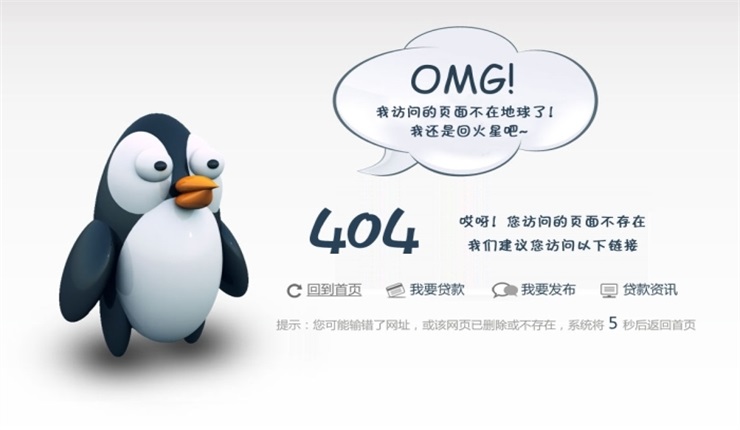 OMG!
我访问的页面不在地球了!
我还是回火星吧~
404
哎呀! 您访问的页面不存在
我们建议您访问以下链接
回到首页 我要贷款 我要发布 贷款资讯
提示：您可能输错了网址，或该网页已删除或不存在，系统将 5 秒后返回首页